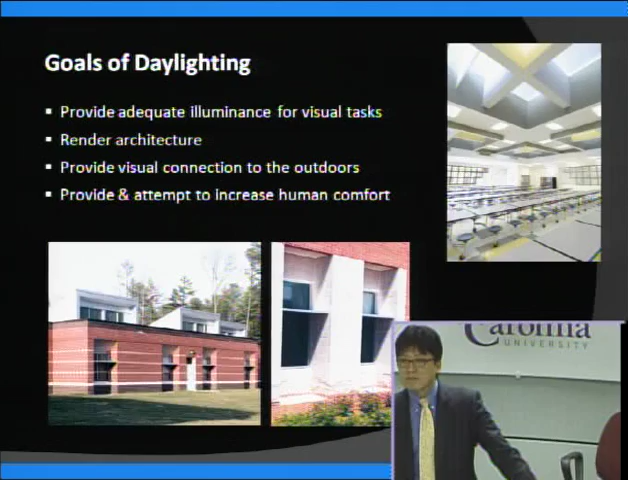 Goals of Daylighting
▪ Provide adequate illuminance for visual tasks
▪ Render architecture
▪ Provide visual connection to the outdoors
▪ Provide & attempt to increase human comfort
Carolina
UNIVERSITY